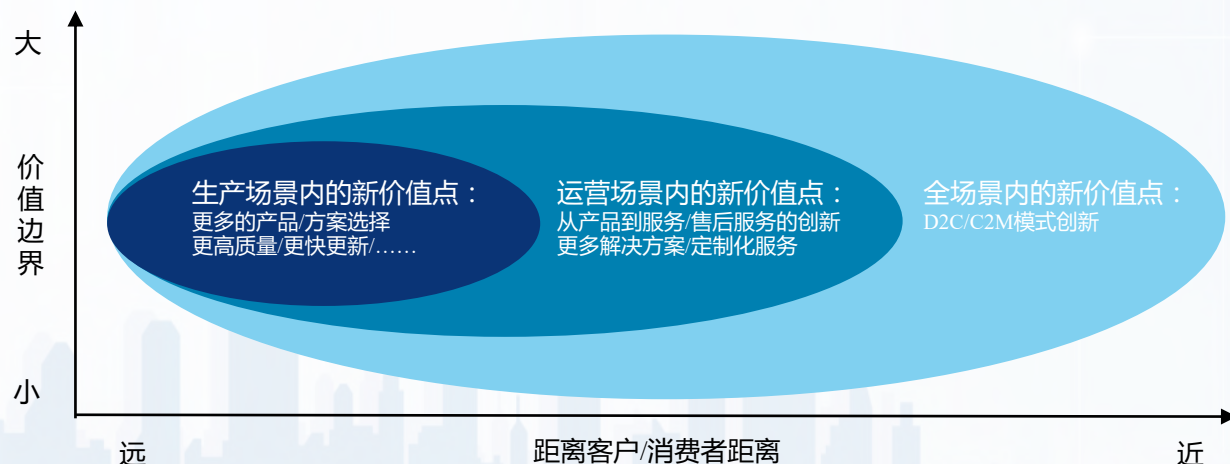 大
价
值
边
界
小
生产场景内的新价值点：
更多的产品/方案选择
更高质量/更快更新/……
运营场景内的新价值点：
从产品到服务/售后服务的创新
更多解决方案/定制化服务
全场景内的新价值点：
D2C/C2M模式创新
远
距离客户/消费者距离
近